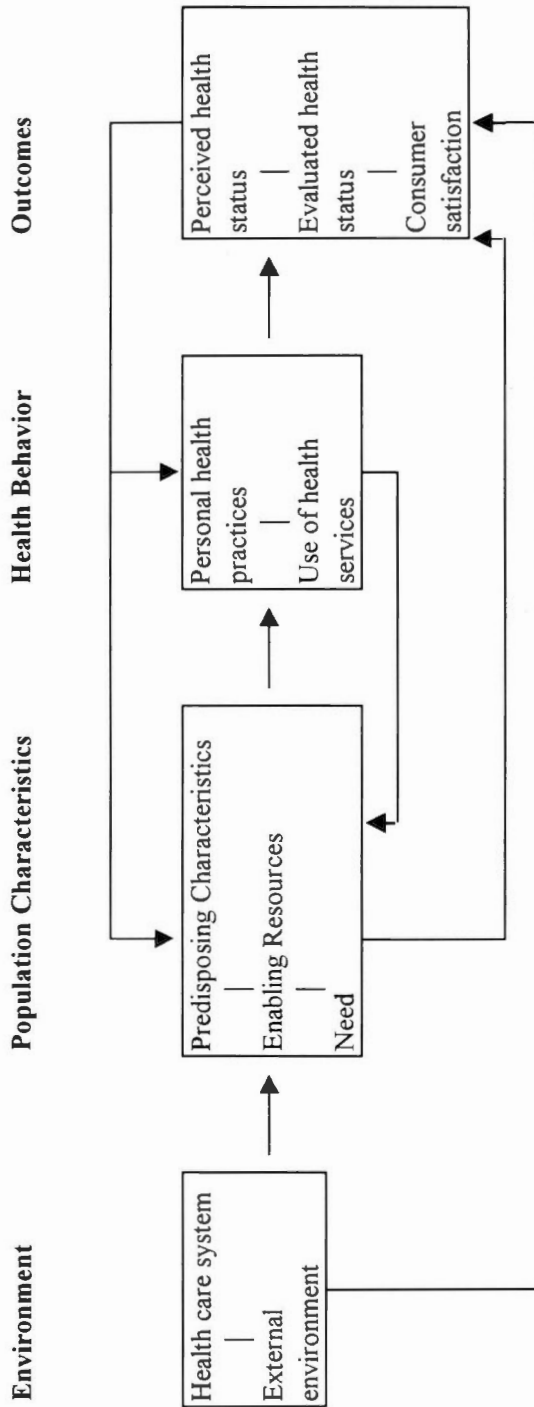 Environment
Population Characteristics
Health Behavior
Outcomes
Health care system
External
environment
Predisposing Characteristics
Enabling Resources
Need
Personal health
practices
Use of health
services
Perceived health
status
Evaluated health
status
Consumer
satisfaction